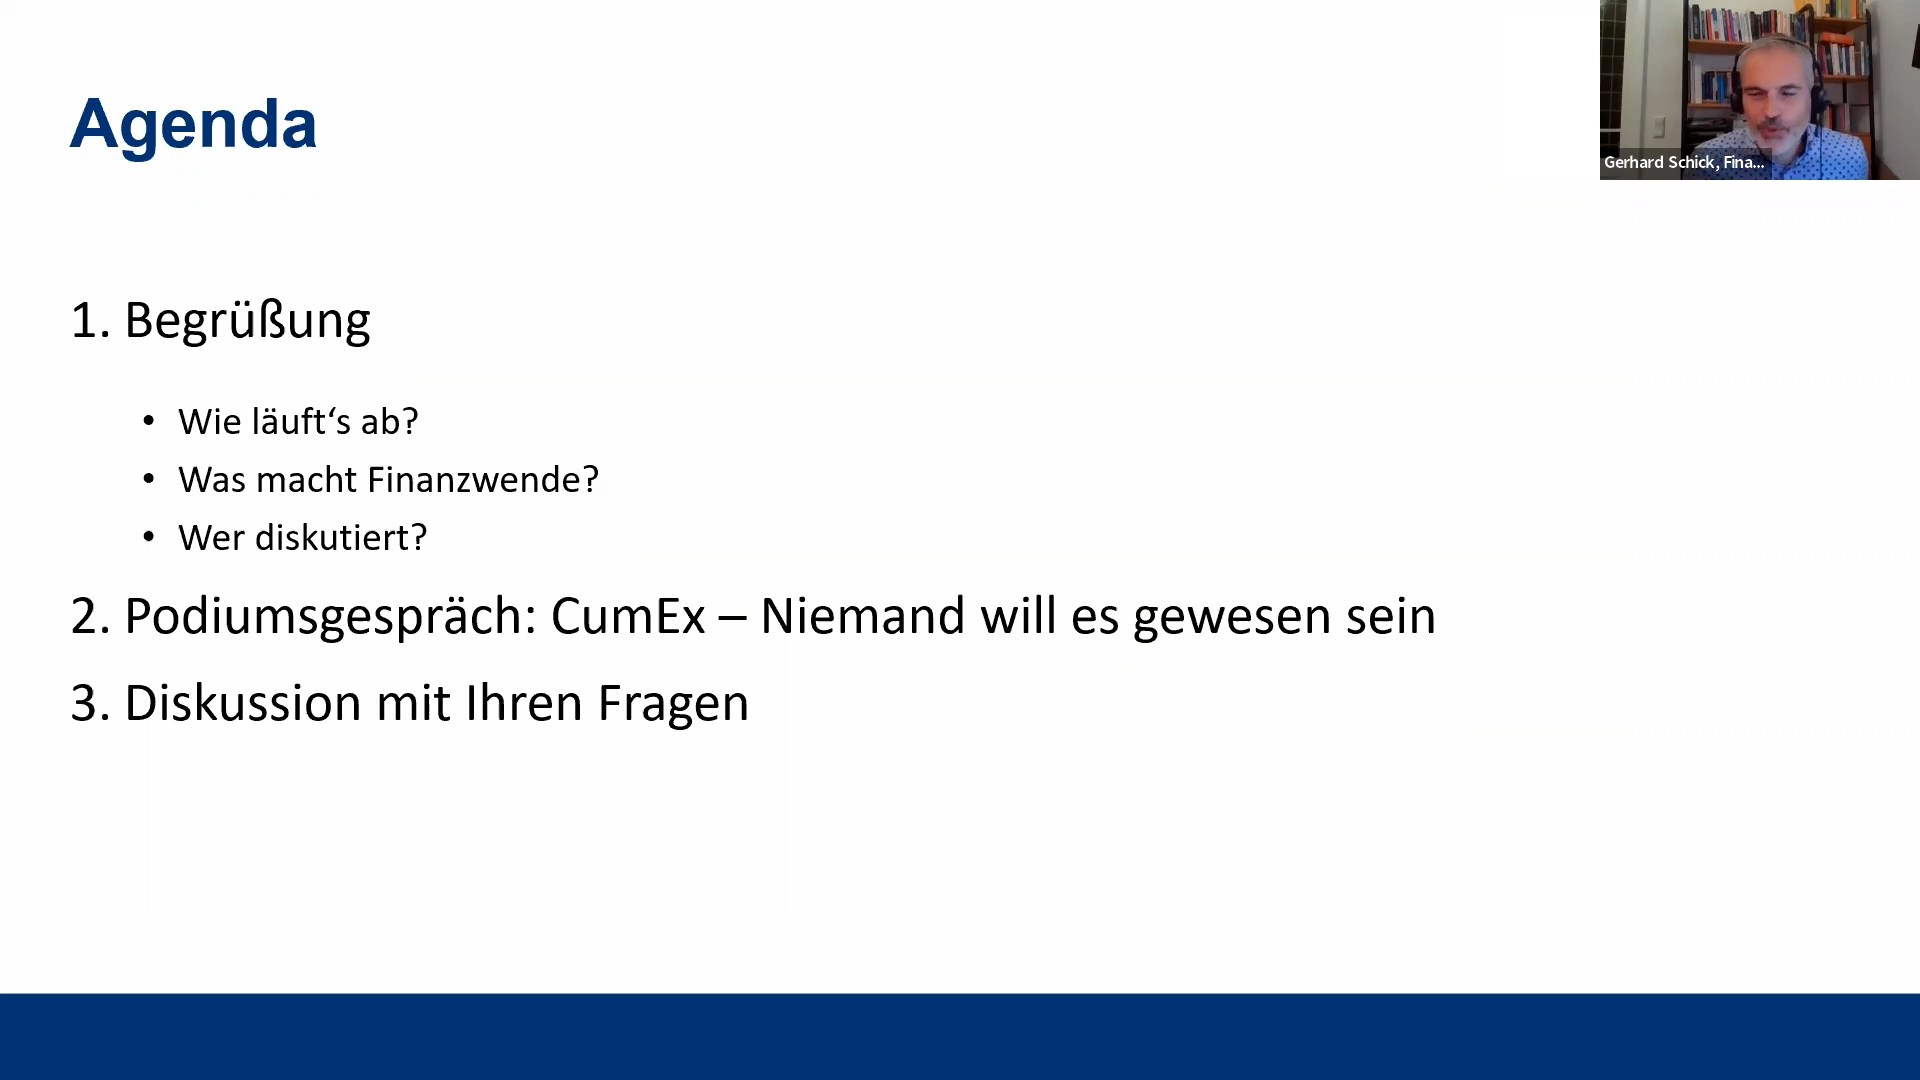 Agenda
Gerhard Schick, Fina...
1. Begrüßung
• Wie läuft‘s ab?
• Was macht Finanzwende?
• Wer diskutiert?
2. Podiumsgespräch: CumEx – Niemand will es gewesen sein
3. Diskussion mit Ihren Fragen